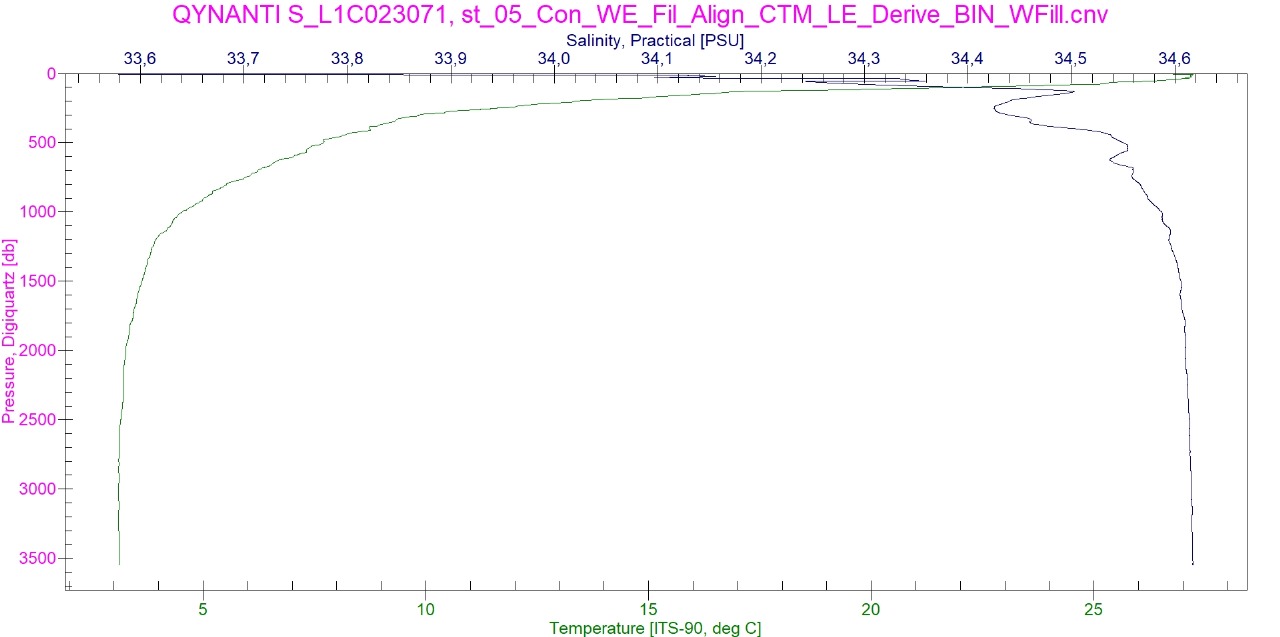 QYNANTI S_L1C023071, st_05_Con_WE_Fil_Align_CTM_LE_Derive_BIN_WFill.cnv
Salinity, Practical [PSU]
33,6 33,7 33,8 33,9 34,0 34,1 34,2 34,3 34,4 34,5 34,6
0
500
1000
1500
2000
2500
3000
3500
Pressure, Digiquartz [db]
5 10 15 20 25
Temperature [ITS-90, deg C]